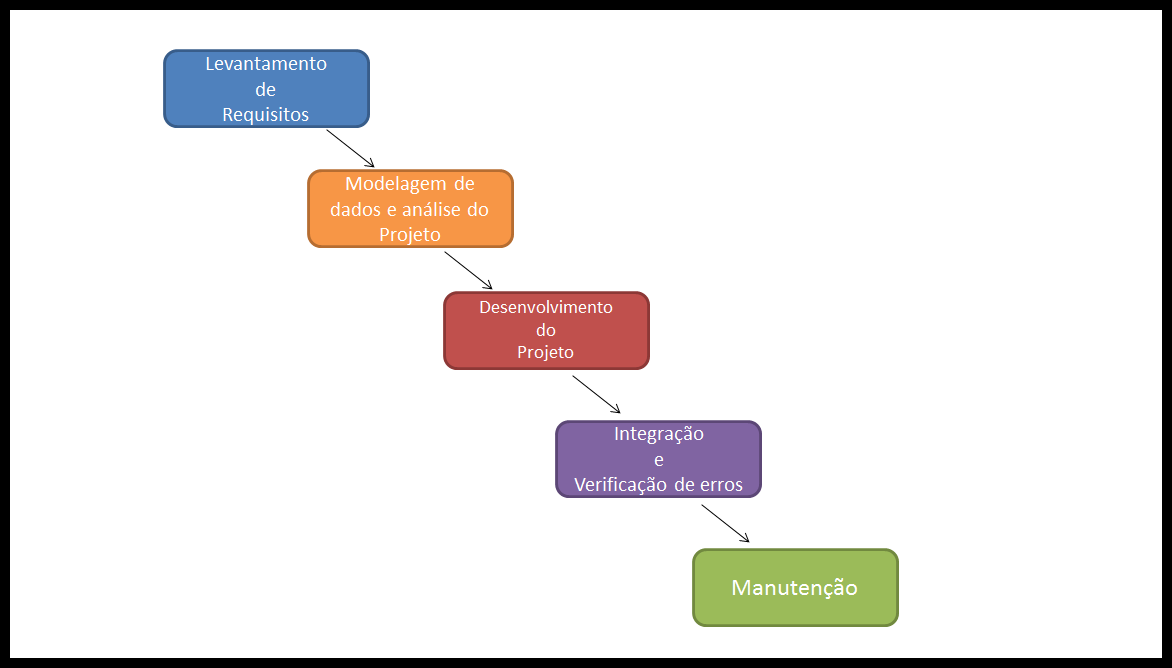 Levantamento
de
Requisitos
Modelagem de
dados e análise do
Projeto
Desenvolvimento
do
Projeto
Integração
e
Verificação de erros
Manutenção